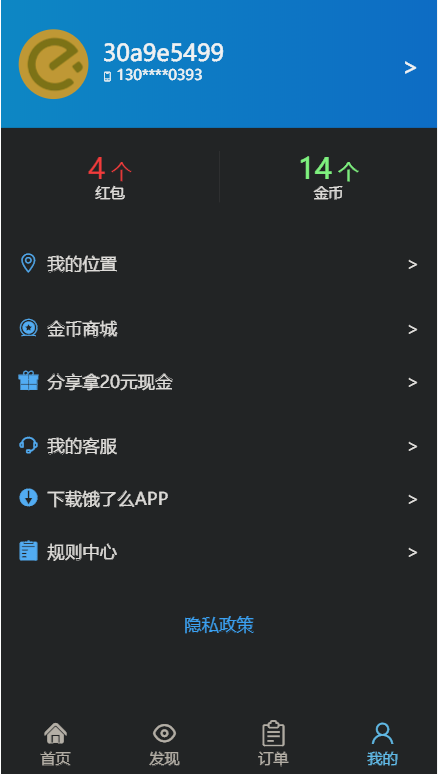 30a9e5499
130****0393
>
4个
14个
红包
金币
我的位置 >
金币商城 >
分享拿20元现金 >
我的客服 >
下载饿了么APP >
规则中心 >
隐私政策
首页 发现 订单 我的